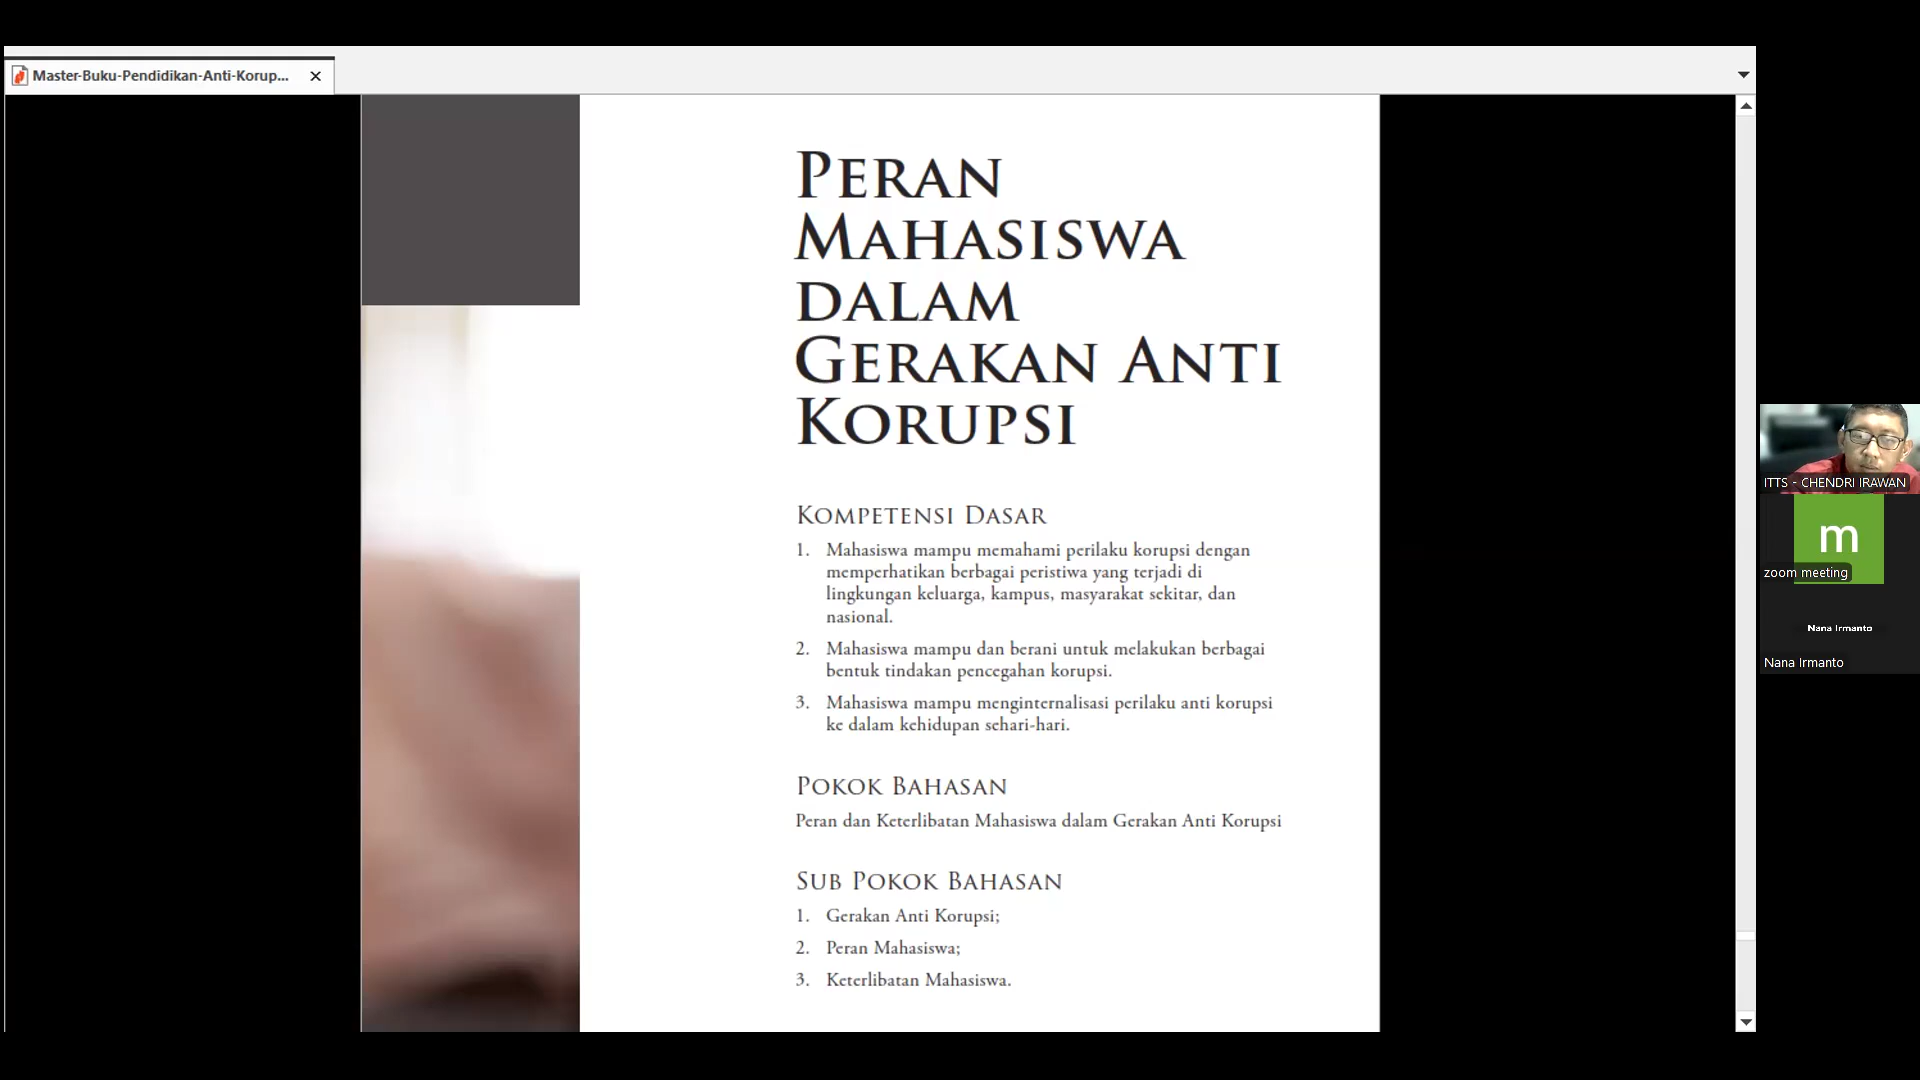 Master-Buku-Pendidikan-Anti-Korup...
PERAN
MAHASISWA
DALAM
GERAKAN ANTI
KORUPSI
KOMPETENSI DASAR
1. Mahasiswa mampu memahami perilaku korupsi dengan
memperhatikan berbagai peristiwa yang terjadi di
lingkungan keluarga, kampus, masyarakat sekitar, dan
nasional.
2. Mahasiswa mampu dan berani untuk melakukan berbagai
bentuk tindakan pencegahan korupsi.
3. Mahasiswa mampu menginternalisasi perilaku anti korupsi
ke dalam kehidupan sehari-hari.
POKOK BAHASAN
Peran dan Keterlibatan Mahasiswa dalam Gerakan Anti Korupsi
SUB POKOK BAHASAN
1. Gerakan Anti Korupsi;
2. Peran Mahasiswa;
3. Keterlibatan Mahasiswa.
ITTS - CHENDRI IRAWAN
m
zoom meeting
Nana Irmanto
Nana Irmanto